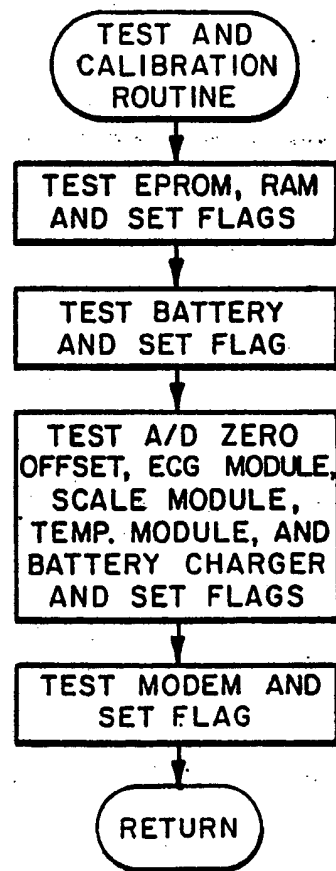 TEST AND
CALIBRATION
ROUTINE
TEST EPROM, RAM
AND SET FLAGS
TEST BATTERY
AND SET FLAG
TEST A/D ZERO
OFFSET, ECG MODULE,
SCALE MODULE,
TEMP. MODULE, AND
BATTERY CHARGER
AND SET FLAGS
TEST MODEM AND
SET FLAG
RETURN